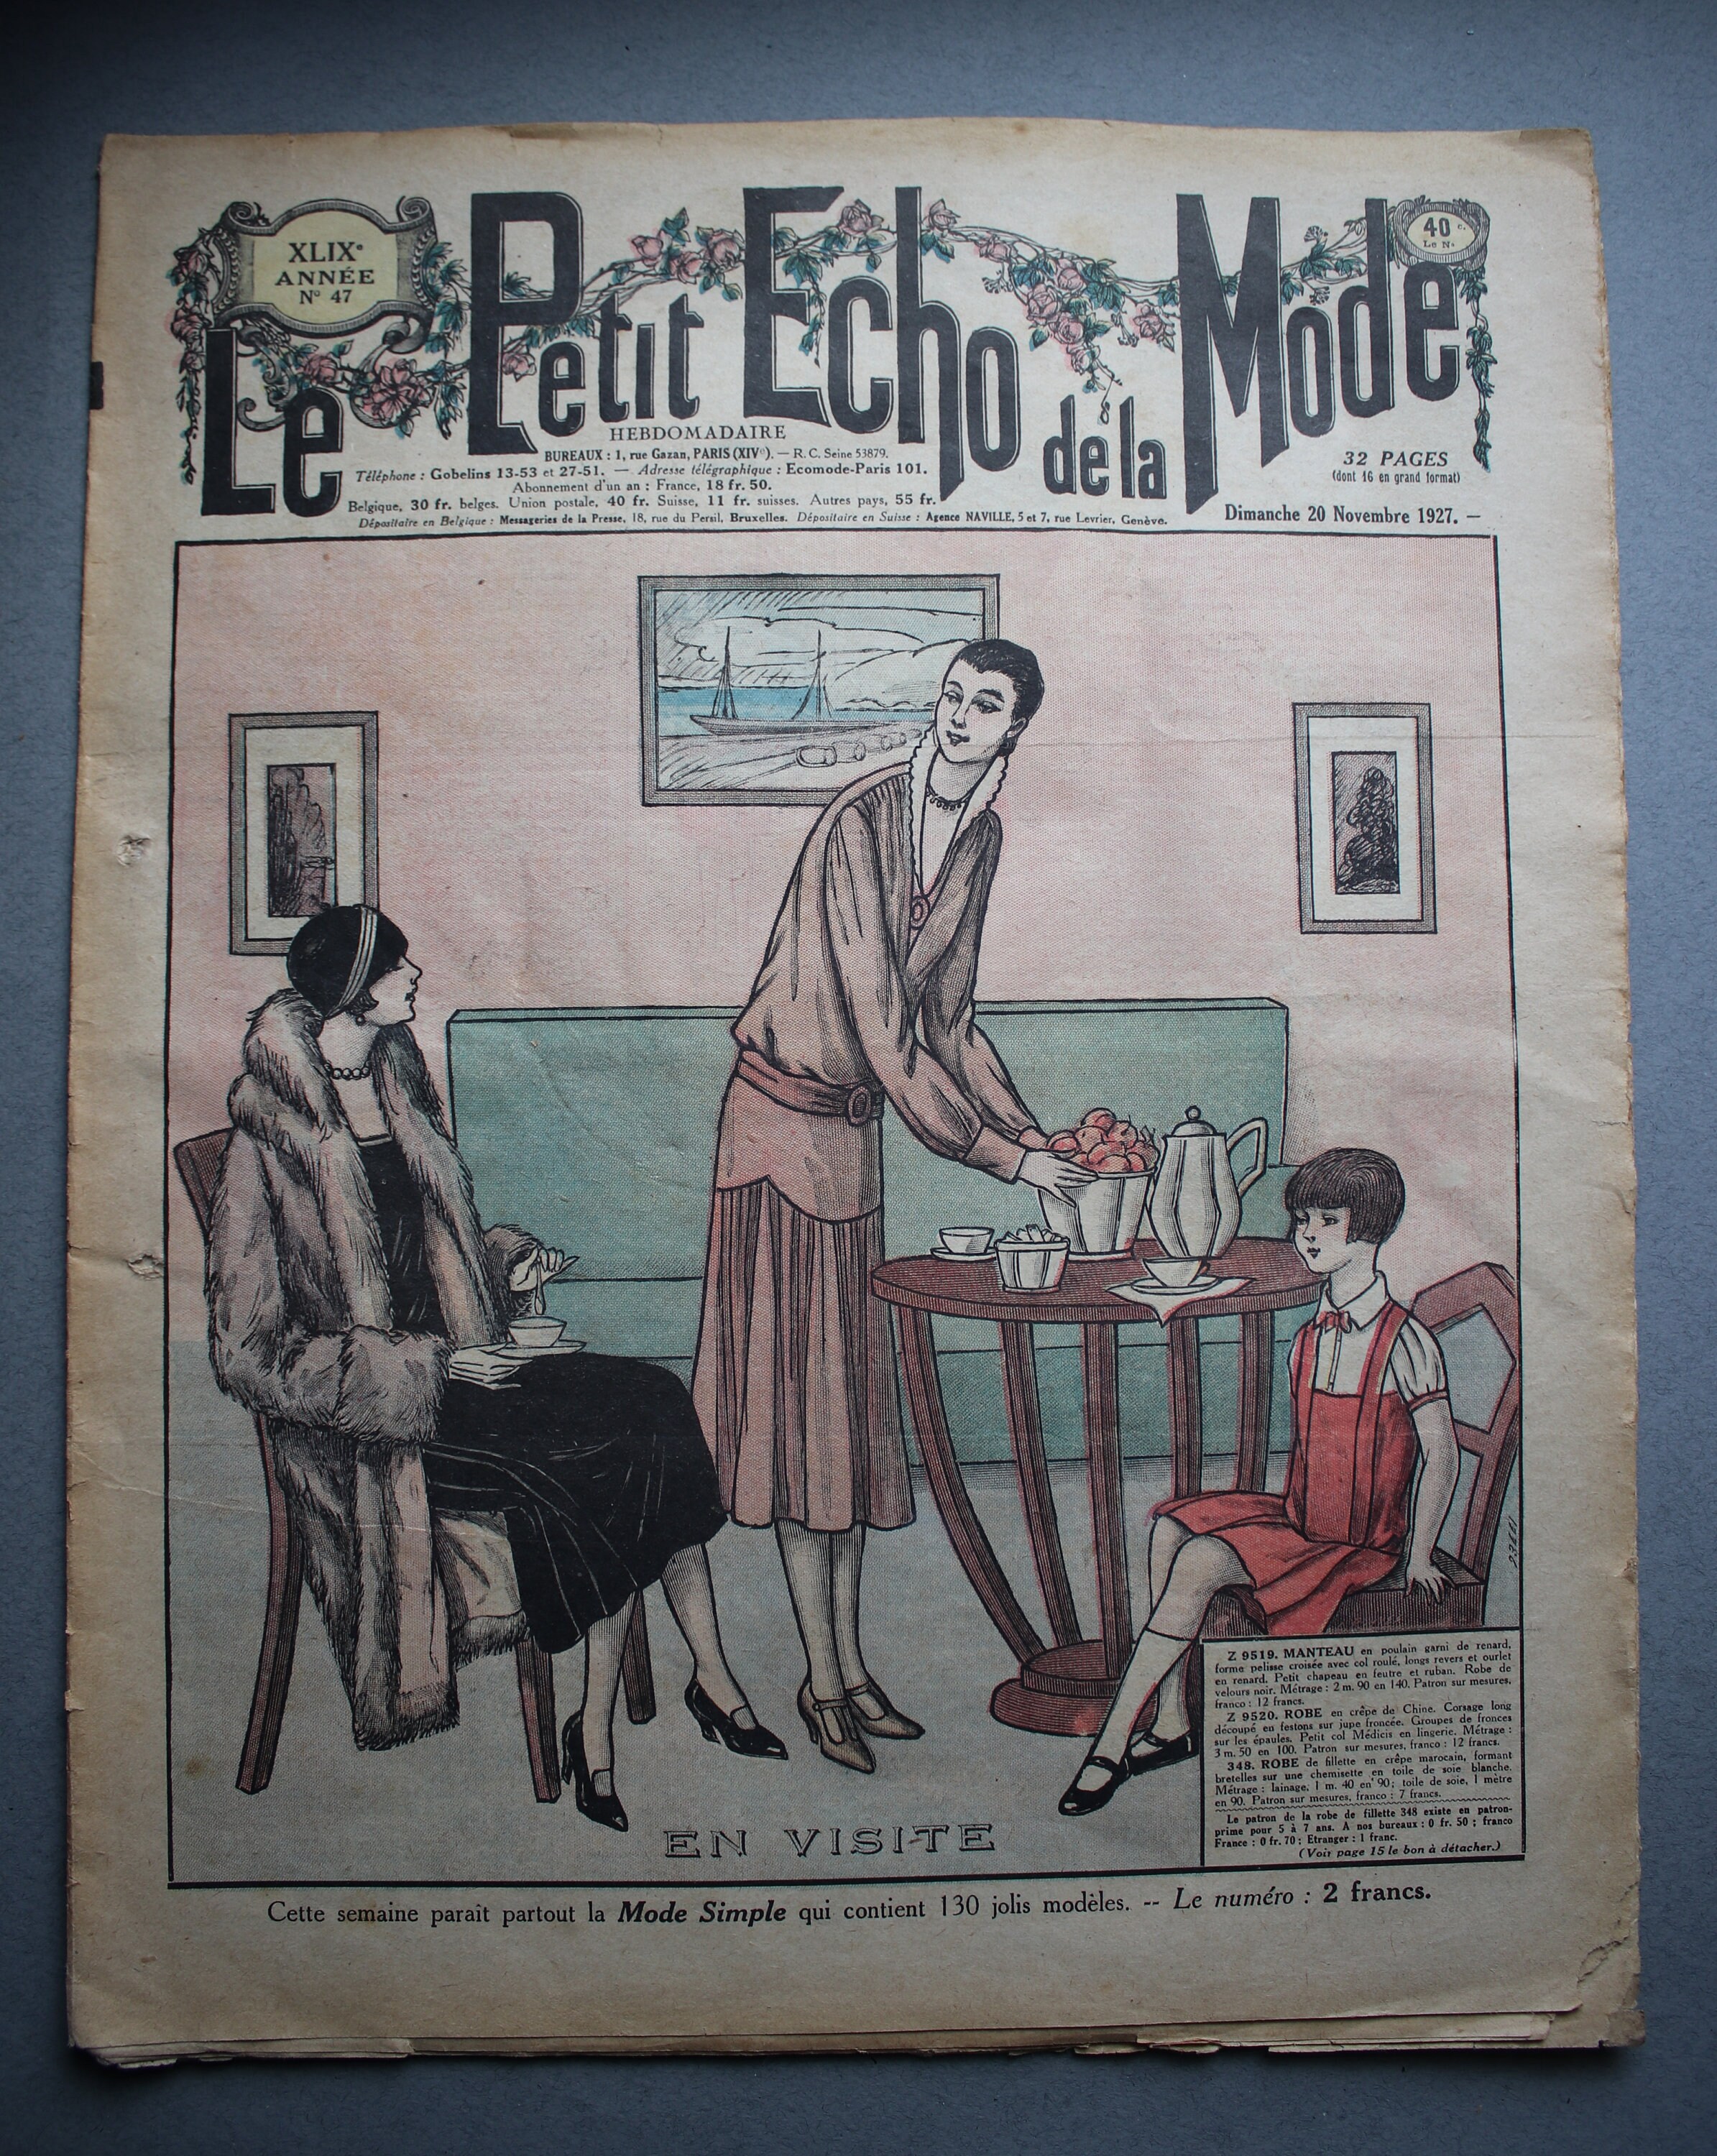 XLIXe
ANNÉE
No 47
40 c.
Le No
Le Petit Echo de la Mode
HEBDOMADAIRE
BUREAUX : 1, rue Gazan, PARIS (XIVe). — R. C. Seine 53879.
Téléphone : Gobelins 13-53 et 27-51. — Adresse télégraphique : Ecomode-Paris 101.
Abonnement d'un an : France, 18 fr. 50.
Belgique, 30 fr. belges. Union postale, 40 fr. Suisse, 11 fr. suisses. Autres pays, 55 fr.
Dépositaire en Belgique : Messageries de la Presse, 18, rue du Persil, Bruxelles. Dépositaire en Suisse : Agence NAVILLE, 5 et 7, rue Levrier, Genève.
32 PAGES
(dont 16 en grand format)
Dimanche 20 Novembre 1927. —
Z 9519. MANTEAU en poulain garni de renard,
forme pelisse croisée avec col roulé, longs revers et ourlet
en renard. Petit chapeau en feutre et ruban. Robe de
velours noir. Métrage : 2 m. 90 en 140. Patron sur mesures,
franco : 12 francs.
Z 9520. ROBE en crêpe de Chine. Corsage long
découpé en festons sur jupe froncée. Groupes de fronces
sur les épaules. Petit col Médicis en lingerie. Métrage :
3 m. 50 en 100. Patron sur mesures, franco : 12 francs.
348. ROBE de fillette en crêpe marocain, formant
bretelles sur une chemisette en toile de soie blanche.
Métrage : lainage, 1 m. 40 en 90; toile de soie, 1 mètre
en 90. Patron sur mesures, franco : 7 francs.
Le patron de la robe de fillette 348 existe en patron-
prime pour 5 à 7 ans. A nos bureaux : 0 fr. 50 ; franco
France : 0 fr. 70 ; Etranger : 1 franc.
(Voir page 15 le bon à détacher.)
EN VISITE
Cette semaine paraît partout la Mode Simple qui contient 130 jolis modèles. -- Le numéro : 2 francs.